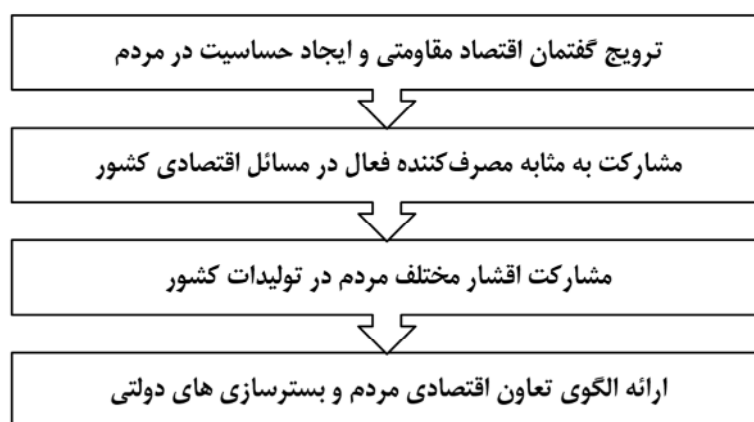 ترویج گفتمان اقتصاد مقاومتی و ایجاد حساسیت در مردم
مشارکت به مثابه مصرف‌کننده فعال در مسائل اقتصادی کشور
مشارکت اقشار مختلف مردم در تولیدات کشور
ارائه الگوی تعاون اقتصادی مردم و بسترسازی های دولتی